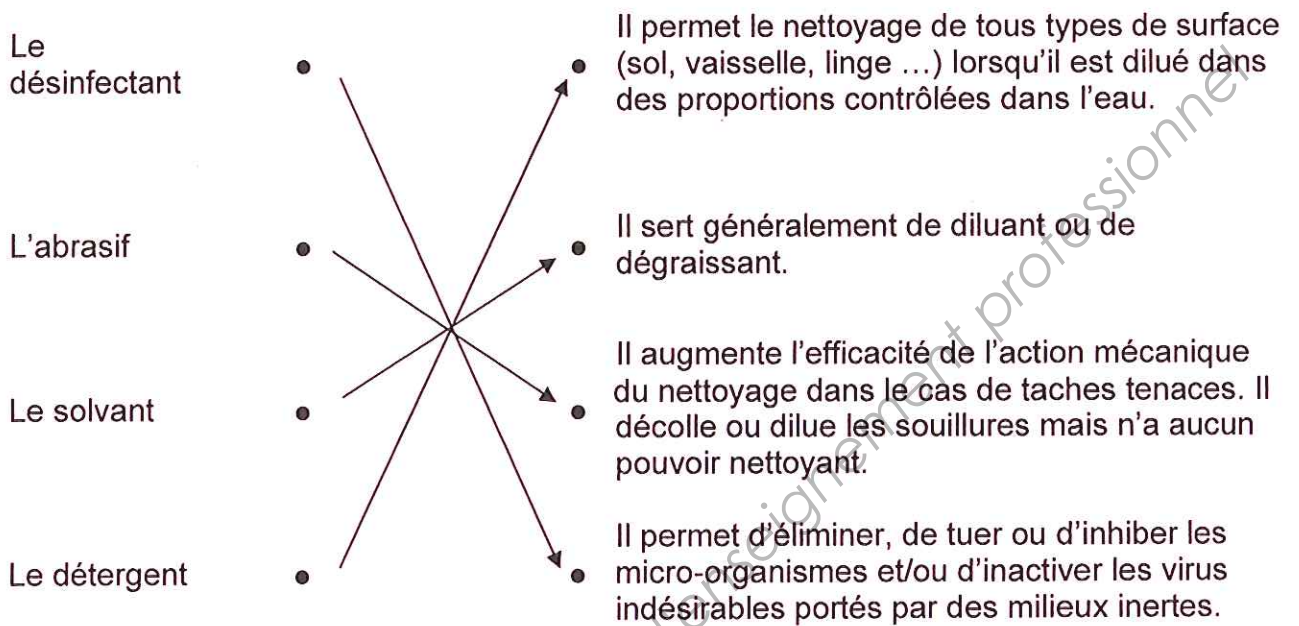 Le
désinfectant
Il permet le nettoyage de tous types de surface
(sol, vaisselle, linge ...) lorsqu'il est dilué dans
des proportions contrôlées dans l'eau.
L'abrasif
Il sert généralement de diluant ou de
dégraissant.
Le solvant
Il augmente l'efficacité de l'action mécanique
du nettoyage dans le cas de taches tenaces. Il
décolle ou dilue les souillures mais n'a aucun
pouvoir nettoyant.
Le détergent
Il permet d'éliminer, de tuer ou d'inhiber les
micro-organismes et/ou d'inactiver les virus
indésirables portés par des milieux inertes.
enseignement professionnel